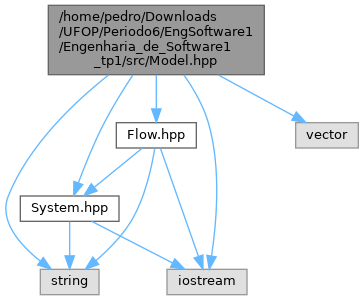 /home/pedro/Downloads
/UFOP/Periodo6/EngSoftware1
/Engenharia_de_Software1
_tp1/src/Model.hpp
Flow.hpp
vector
System.hpp
string
iostream